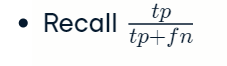 • Recall tp/(tp+fn)